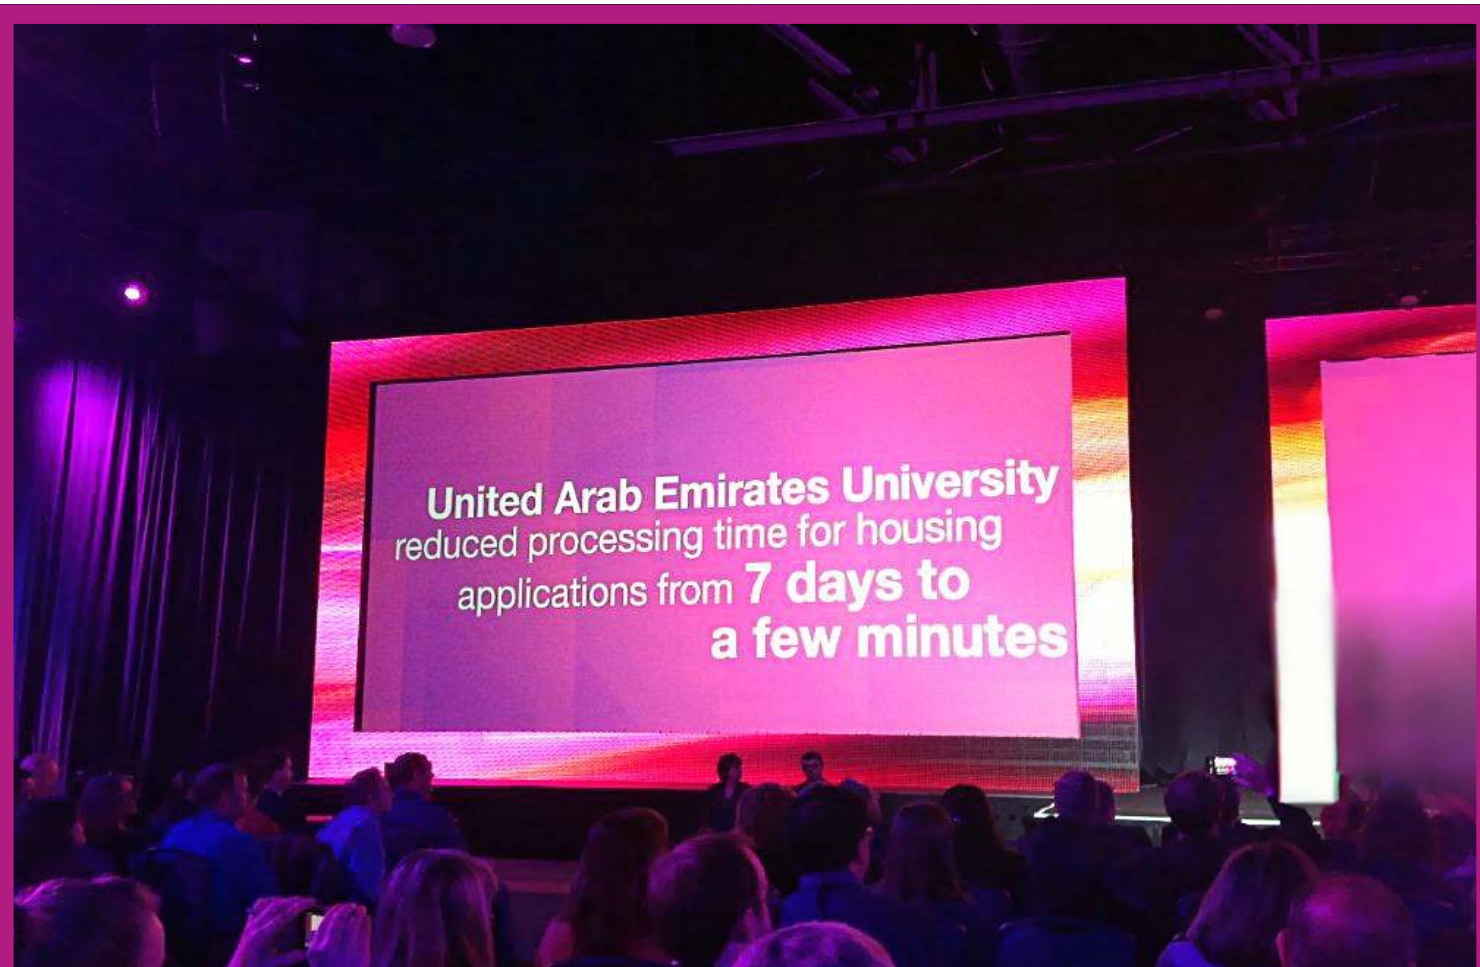 United Arab Emirates University
reduced processing time for housing
applications from 7 days to
a few minutes